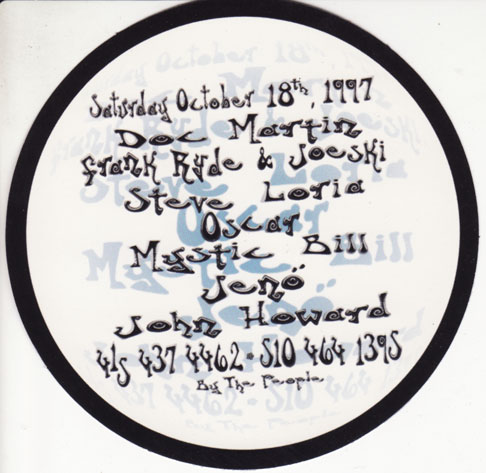 Saturday October 18th, 1997
Doc Martin
Frank Ryde & Joeski
Steve Loria
Oscar
Mystic Bill
Jenö
John Howard
415 437 4462 - 510 464 1395
By The People